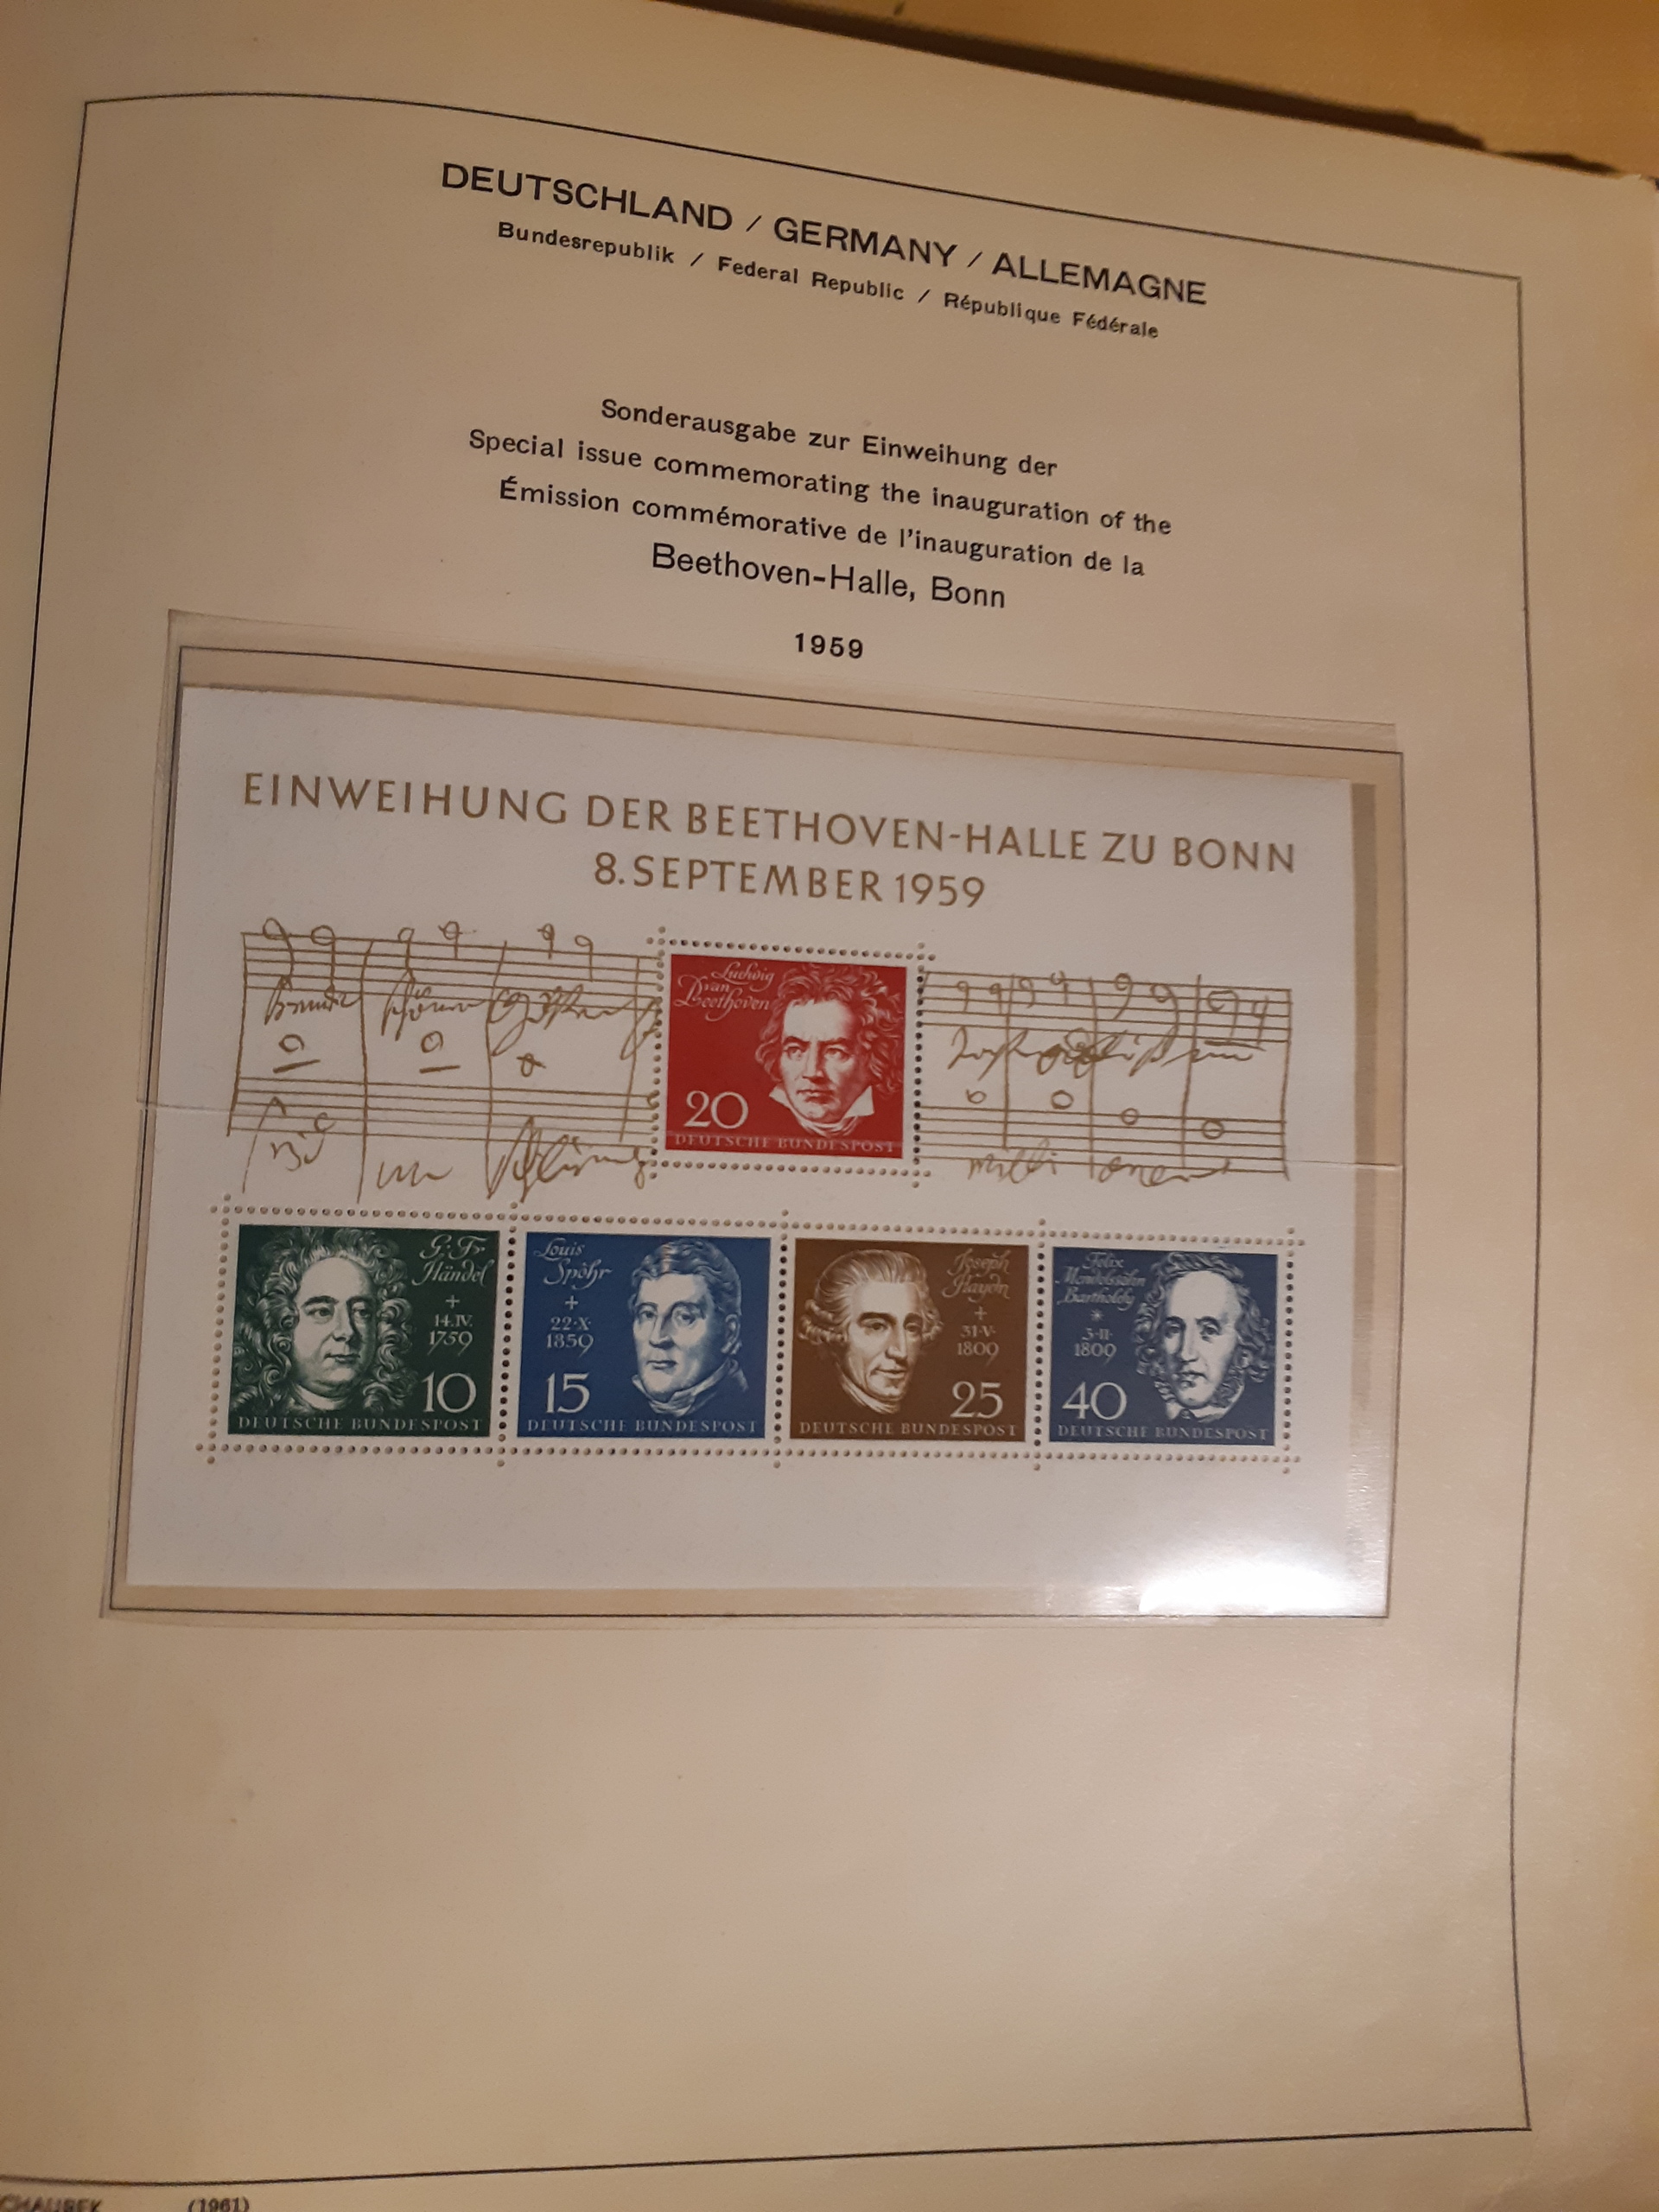 DEUTSCHLAND / GERMANY / ALLEMAGNE
Bundesrepublik / Federal Republic / République Fédérale
Sonderausgabe zur Einweihung der
Special issue commemorating the inauguration of the
Émission commémorative de l'inauguration de la
Beethoven-Halle, Bonn
1959
EINWEIHUNG DER BEETHOVEN-HALLE ZU BONN
8. SEPTEMBER 1959
Ludwig
van
Beethoven
20
DEUTSCHE BUNDESPOST
G. Fr.
Händel
+
14.IV.
1759
10
DEUTSCHE BUNDESPOST
Louis
Spohr
+
22·X·
1859
15
DEUTSCHE BUNDESPOST
Joseph
Haydn
+
31·V·
1809
25
DEUTSCHE BUNDESPOST
Felix
Mendelssohn
Bartholdy
*
3·II·
1809
40
DEUTSCHE BUNDESPOST
(1961)